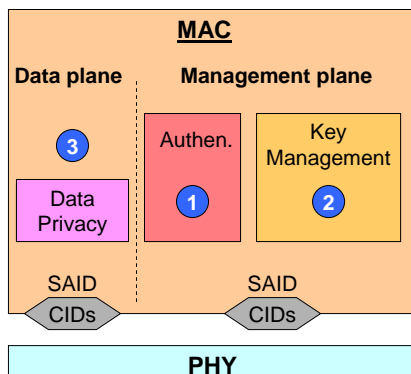 MAC
Data plane
Management plane
3
Data
Privacy
Authen.
1
Key
Management
2
SAID
CIDs
SAID
CIDs
PHY